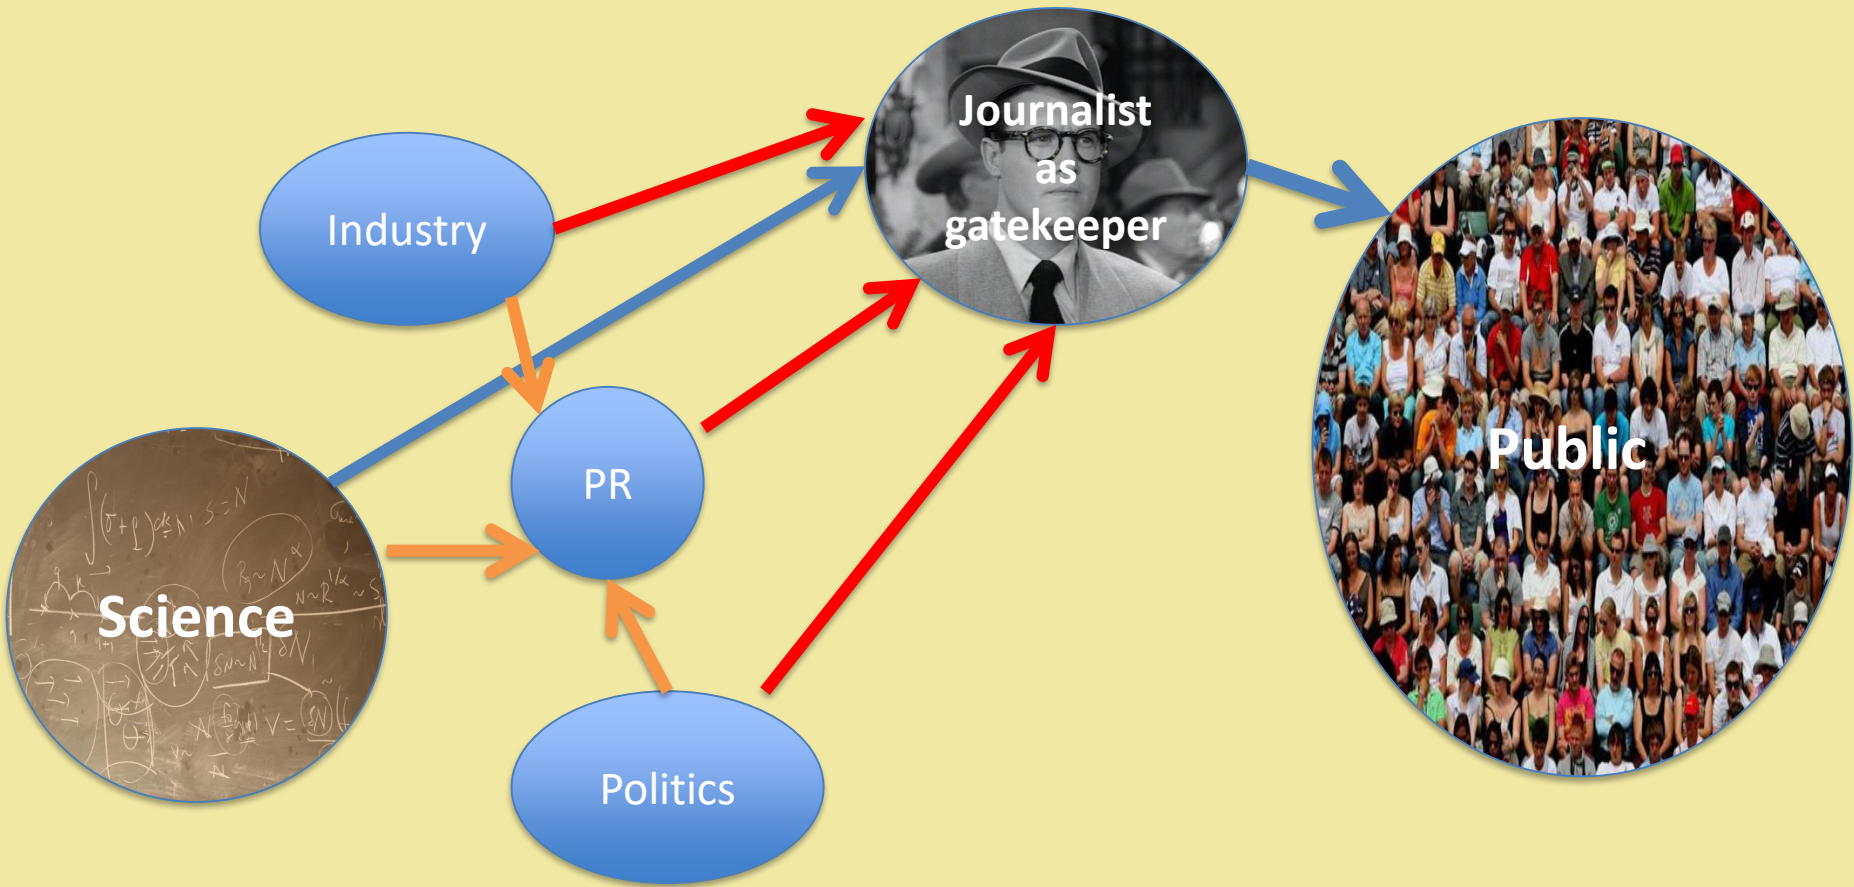 Journalist
as
gatekeeper
Industry
Public
PR
Science
Politics